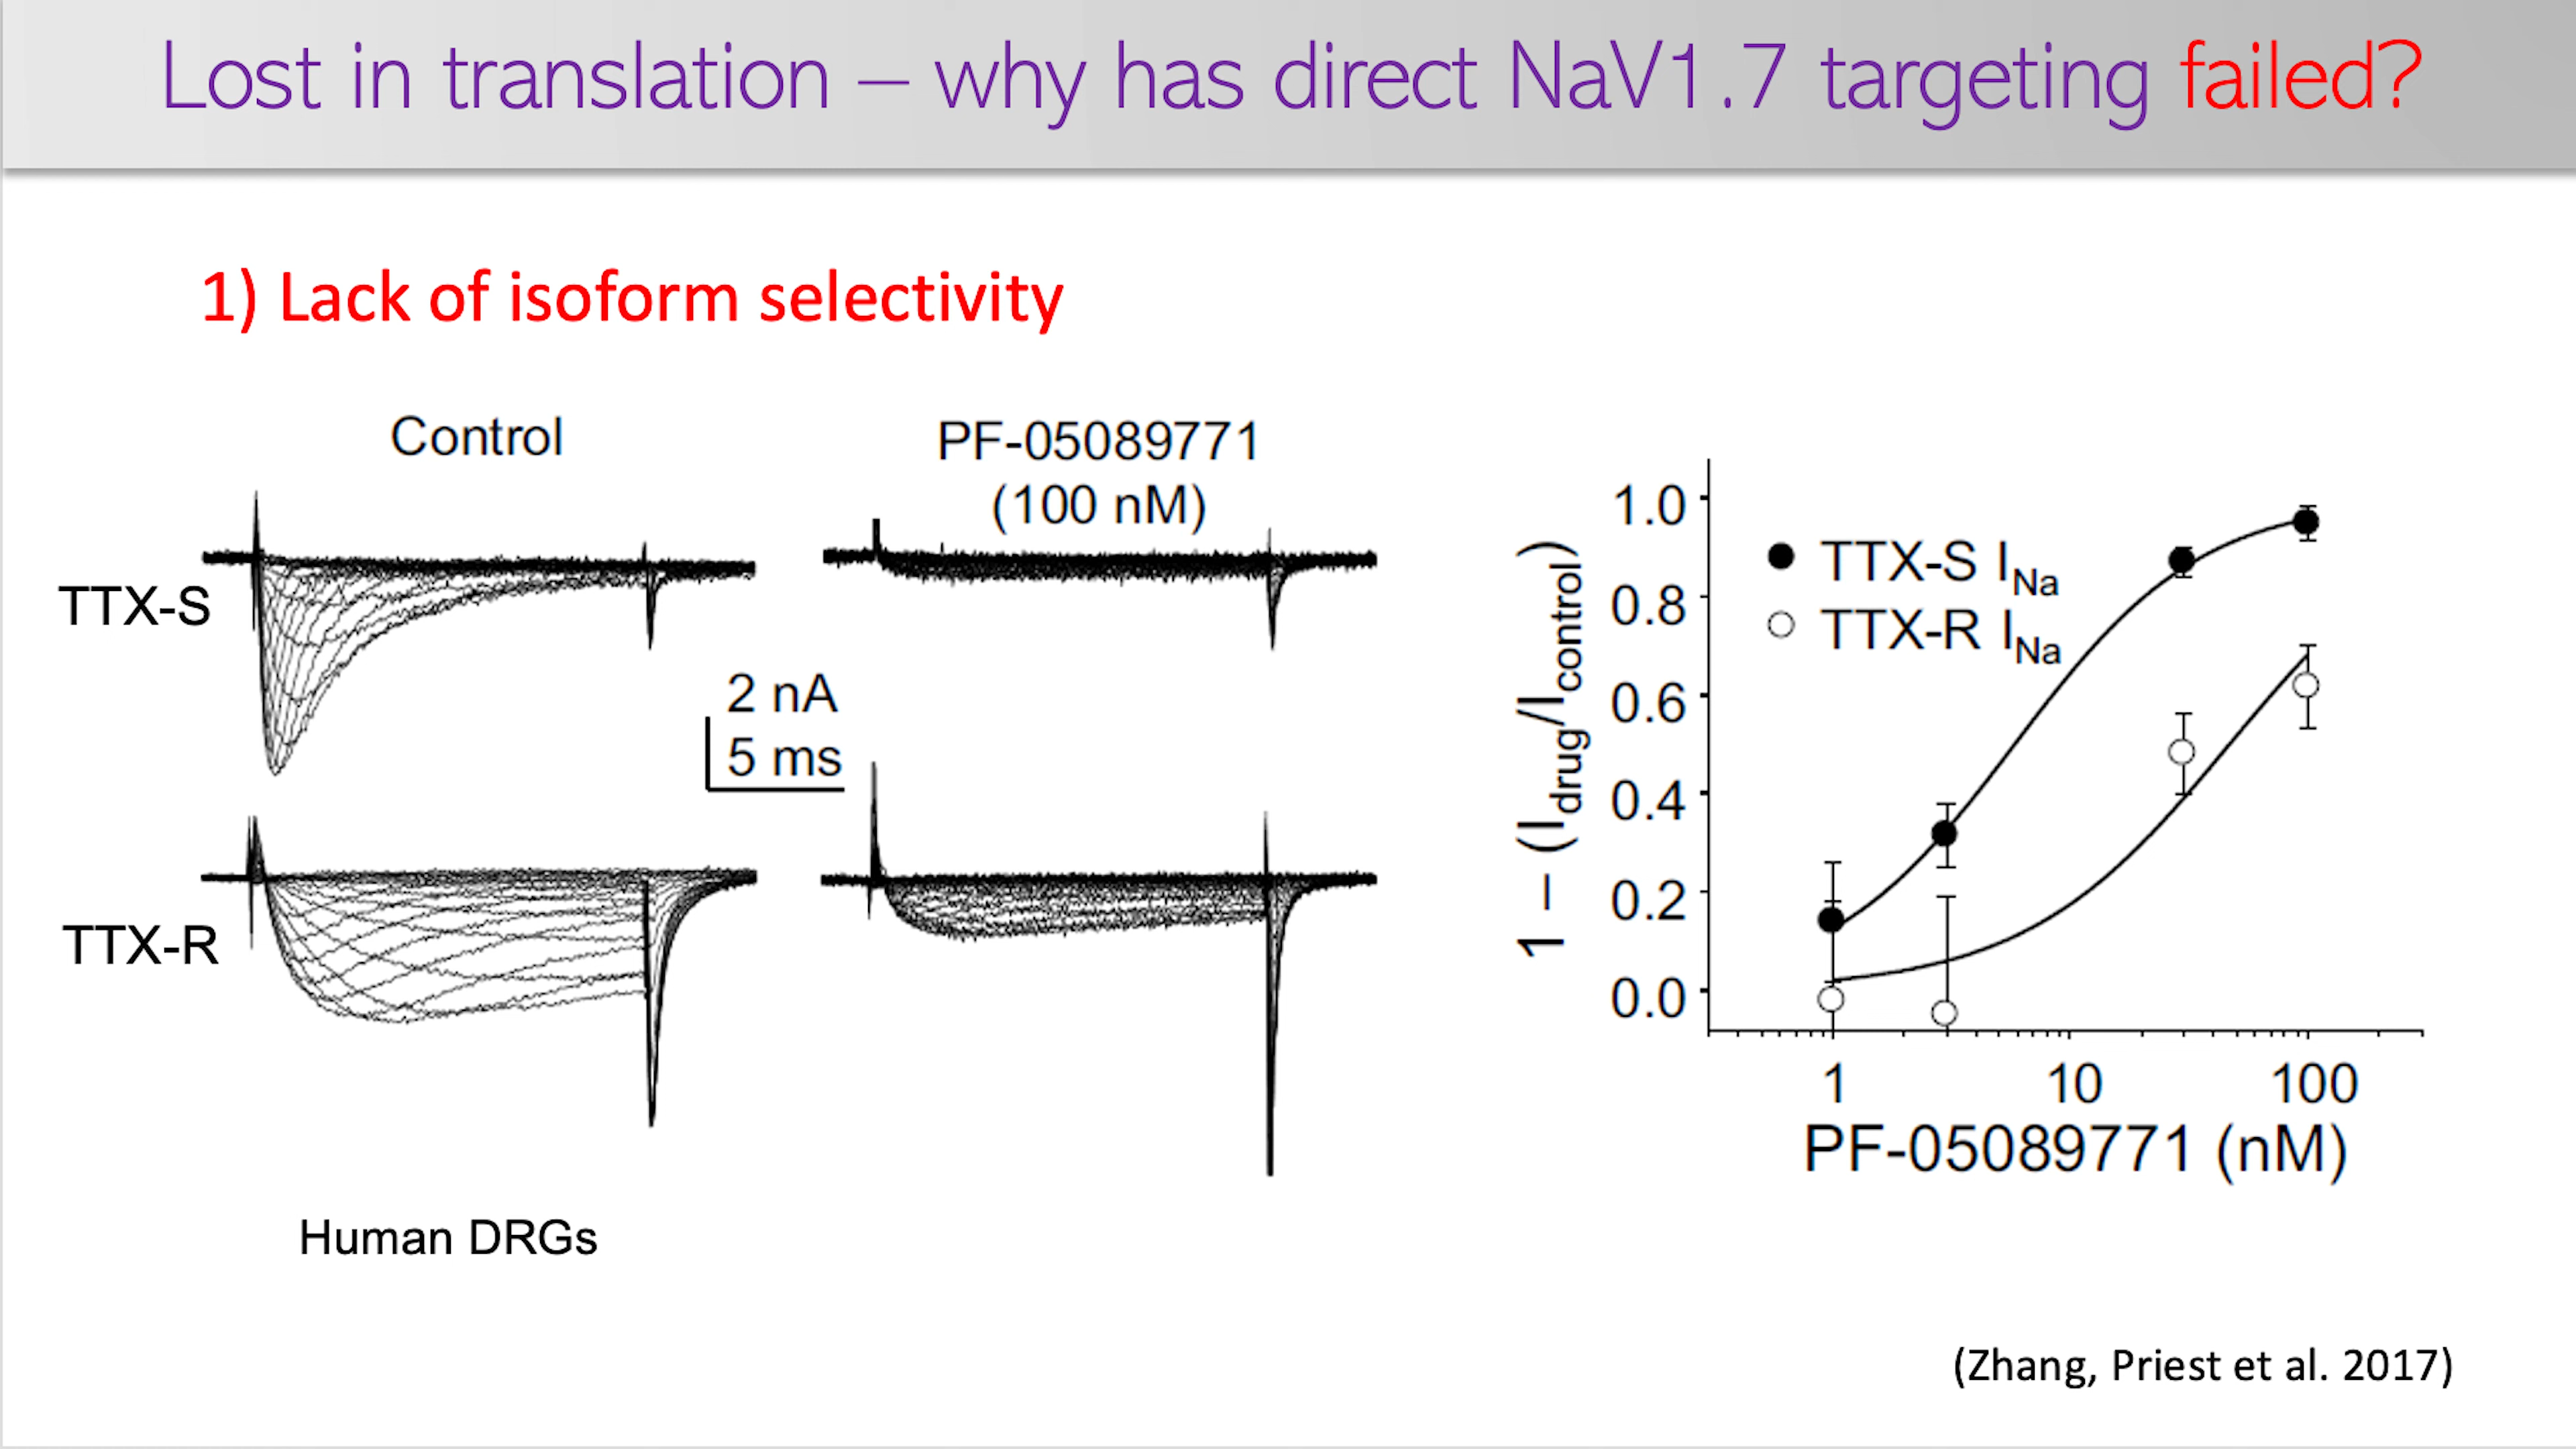 Lost in translation – why has direct NaV1.7 targeting failed?
1) Lack of isoform selectivity
Control
PF-05089771
(100 nM)
TTX-S
2 nA
5 ms
TTX-R
Human DRGs
1 – (Idrug/Icontrol)
1.0
0.8
0.6
0.4
0.2
0.0
TTX-S INa
TTX-R INa
1 10 100
PF-05089771 (nM)
(Zhang, Priest et al. 2017)